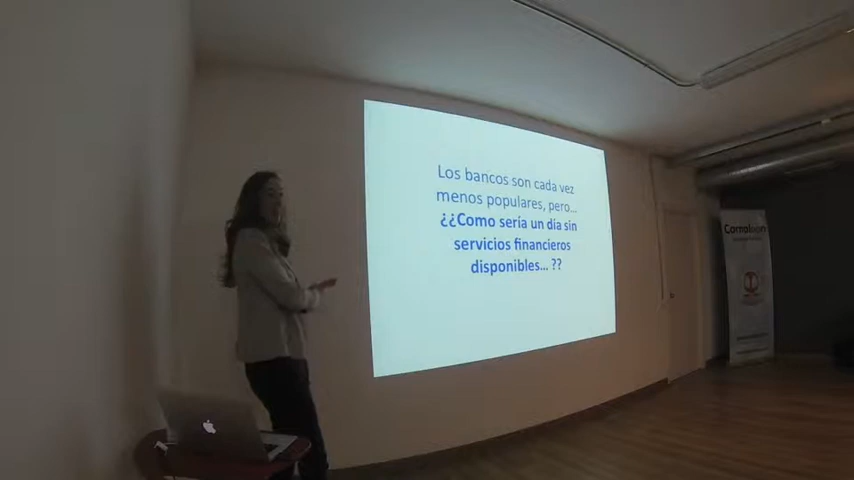 Los bancos son cada vez
menos populares, pero...
¿¿Como sería un día sin
servicios financieros
disponibles... ??